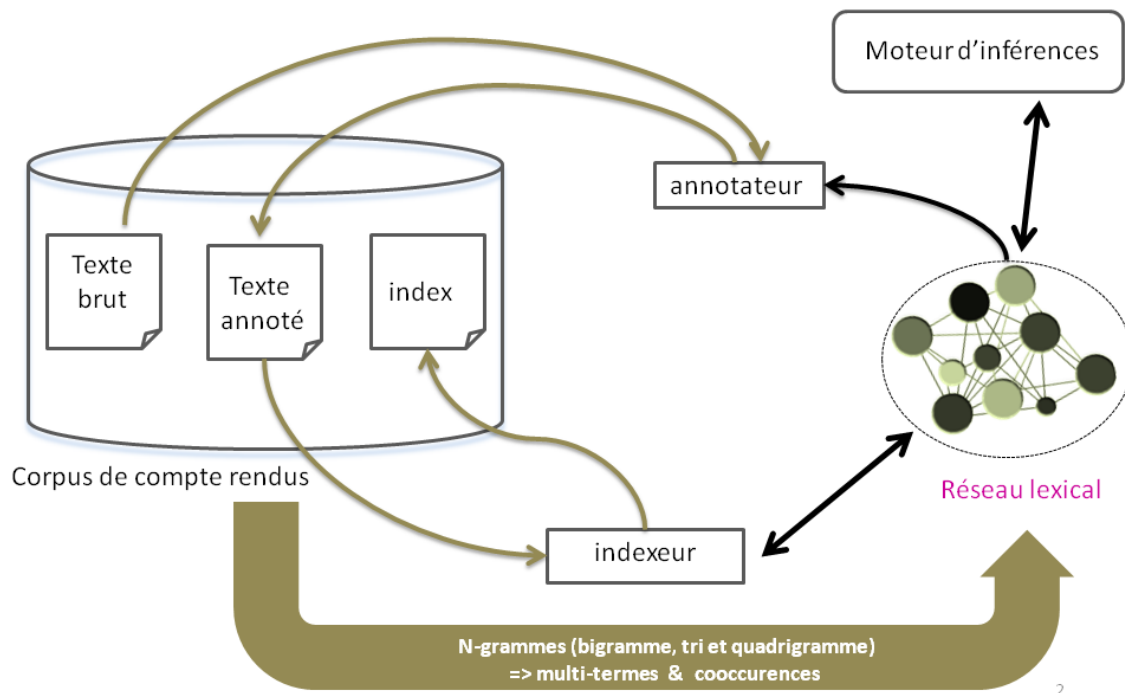 Moteur d'inférences
annotateur
Texte
brut
Texte
annoté
index
Corpus de compte rendus
Réseau lexical
indexeur
N-grammes (bigramme, tri et quadrigramme)
=> multi-termes & cooccurences
2